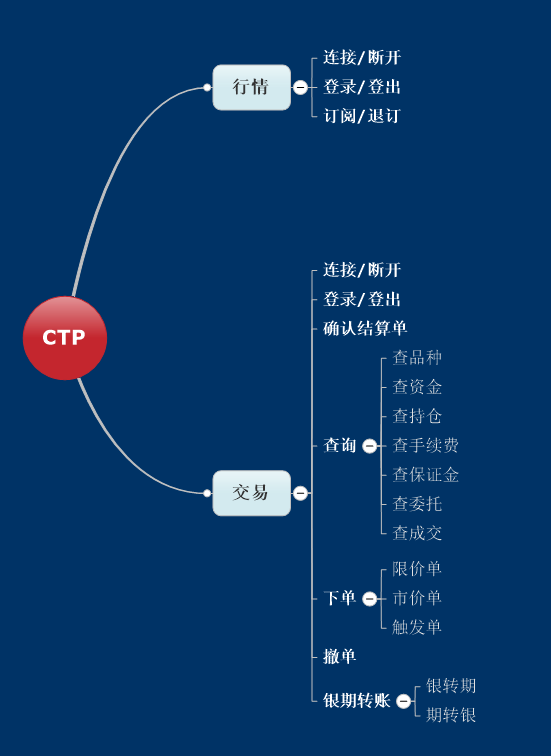 CTP
行情
连接/断开
登录/登出
订阅/退订
交易
连接/断开
登录/登出
确认结算单
查询
查品种
查资金
查持仓
查手续费
查保证金
查委托
查成交
下单
限价单
市价单
触发单
撤单
银期转账
银转期
期转银